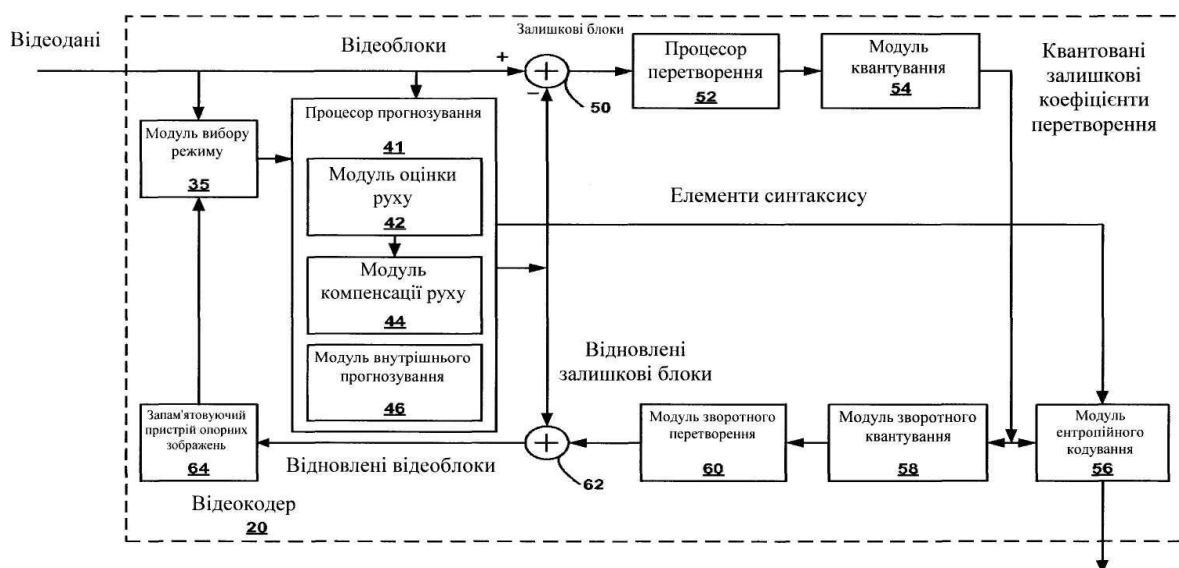 Відеодані
Відеоблоки
Залишкові блоки
+
−
50
Процесор
перетворення
52
Модуль
квантування
54
Квантовані
залишкові
коефіцієнти
перетворення
Модуль вибору
режиму
35
Процесор прогнозування
41
Модуль оцінки
руху
42
Модуль
компенсації руху
44
Модуль внутрішнього
прогнозування
46
Елементи синтаксису
Відновлені
залишкові блоки
Запам'ятовуючий
пристрій опорних
зображень
64
Відновлені відеоблоки
+
62
Модуль зворотного
перетворення
60
Модуль зворотного
квантування
58
Модуль
ентропійного
кодування
56
Відеокодер
20